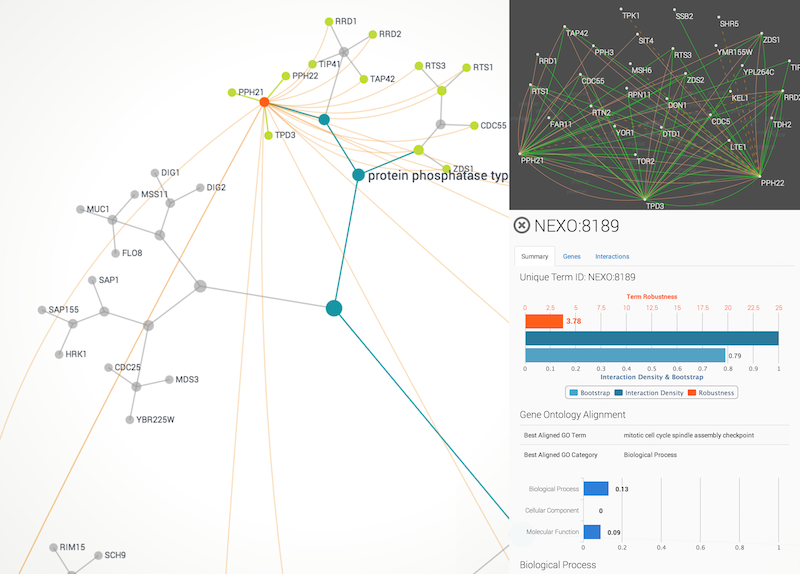 RRD1
RRD2
TIP41
RTS3
RTS1
PPH22
TAP42
PPH21
CDC55
TPD3
ZDS1
protein phosphatase typ
DIG1
DIG2
MSS11
MUC1
FLO8
SAP1
SAP155
HRK1
CDC25
MDS3
YBR225W
RIM15
SCH9
TPK1
SSB2
SHR5
TAP42
SIT4
ZDS1
PPH3
RTS3
YMR155W
RRD1
MSH6
YPL264C
TIP
CDC55
ZDS2
RTS1
RPN11
KEL1
RRD
RTN2
DON1
FAR11
YOR1
DTD1
CDC5
TDH2
LTE1
PPH21
TOR2
PPH22
TPD3
NEXO:8189
Summary Genes Interactions
Unique Term ID: NEXO:8189
Term Robustness
0 2.5 5 7.5 10 12.5 15 17.5 20 22.5 25
3.78
0.79
0 0.1 0.2 0.3 0.4 0.5 0.6 0.7 0.8 0.9 1
Interaction Density & Bootstrap
Bootstrap Interaction Density Robustness
Gene Ontology Alignment
Best Aligned GO Term mitotic cell cycle spindle assembly checkpoint
Best Aligned GO Category Biological Process
Biological Process 0.13
Cellular Component 0
Molecular Function 0.09
0 0.2 0.4 0.6 0.8 1
Biological Process